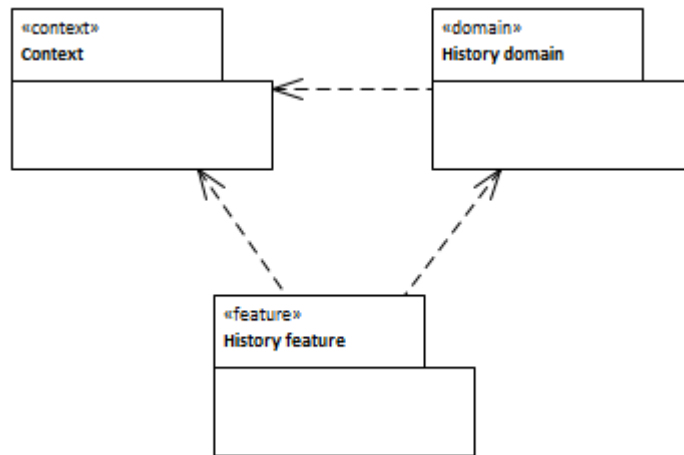 «context»
Context
«domain»
History domain
«feature»
History feature